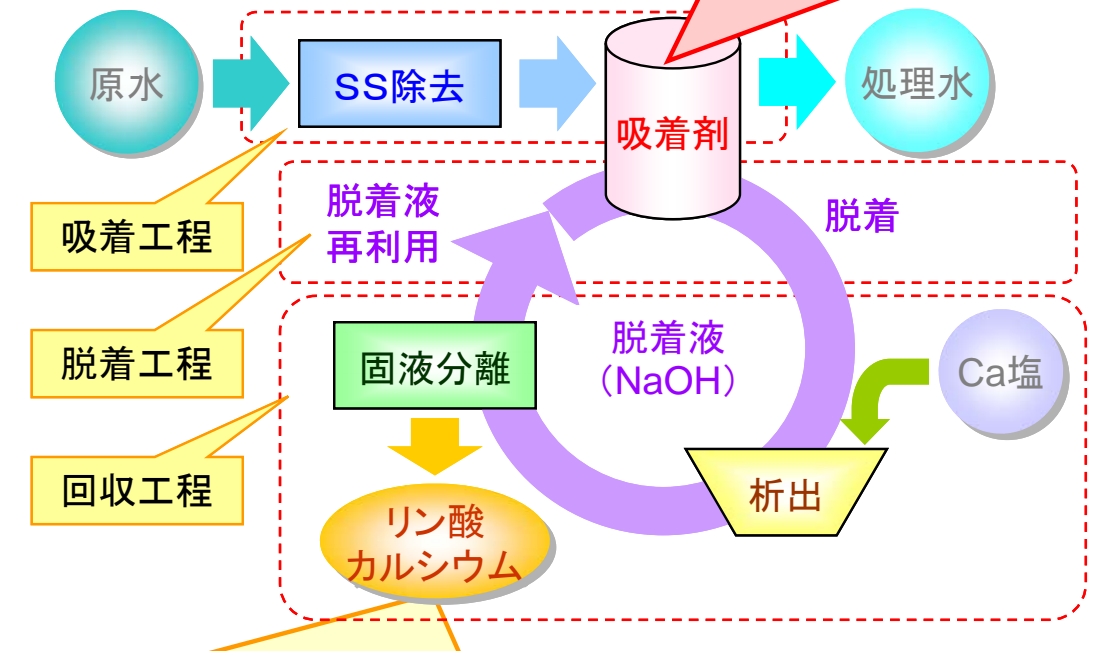 原水
SS除去
吸着剤
処理水
吸着工程
脱着液
再利用
脱着
脱着工程
固液分離
脱着液
（NaOH）
Ca塩
回収工程
析出
リン酸
カルシウム